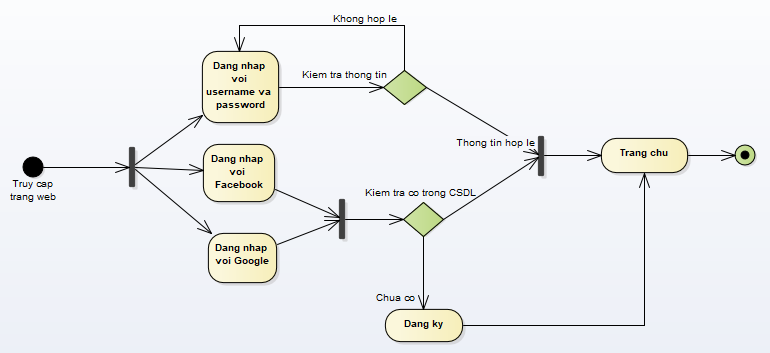 Khong hop le
Dang nhap
voi
username va
password
Kiem tra thong tin
Thong tin hop le
Truy cap
trang web
Dang nhap
voi
Facebook
Kiem tra co trong CSDL
Trang chu
Dang nhap
voi Google
Chua co
Dang ky